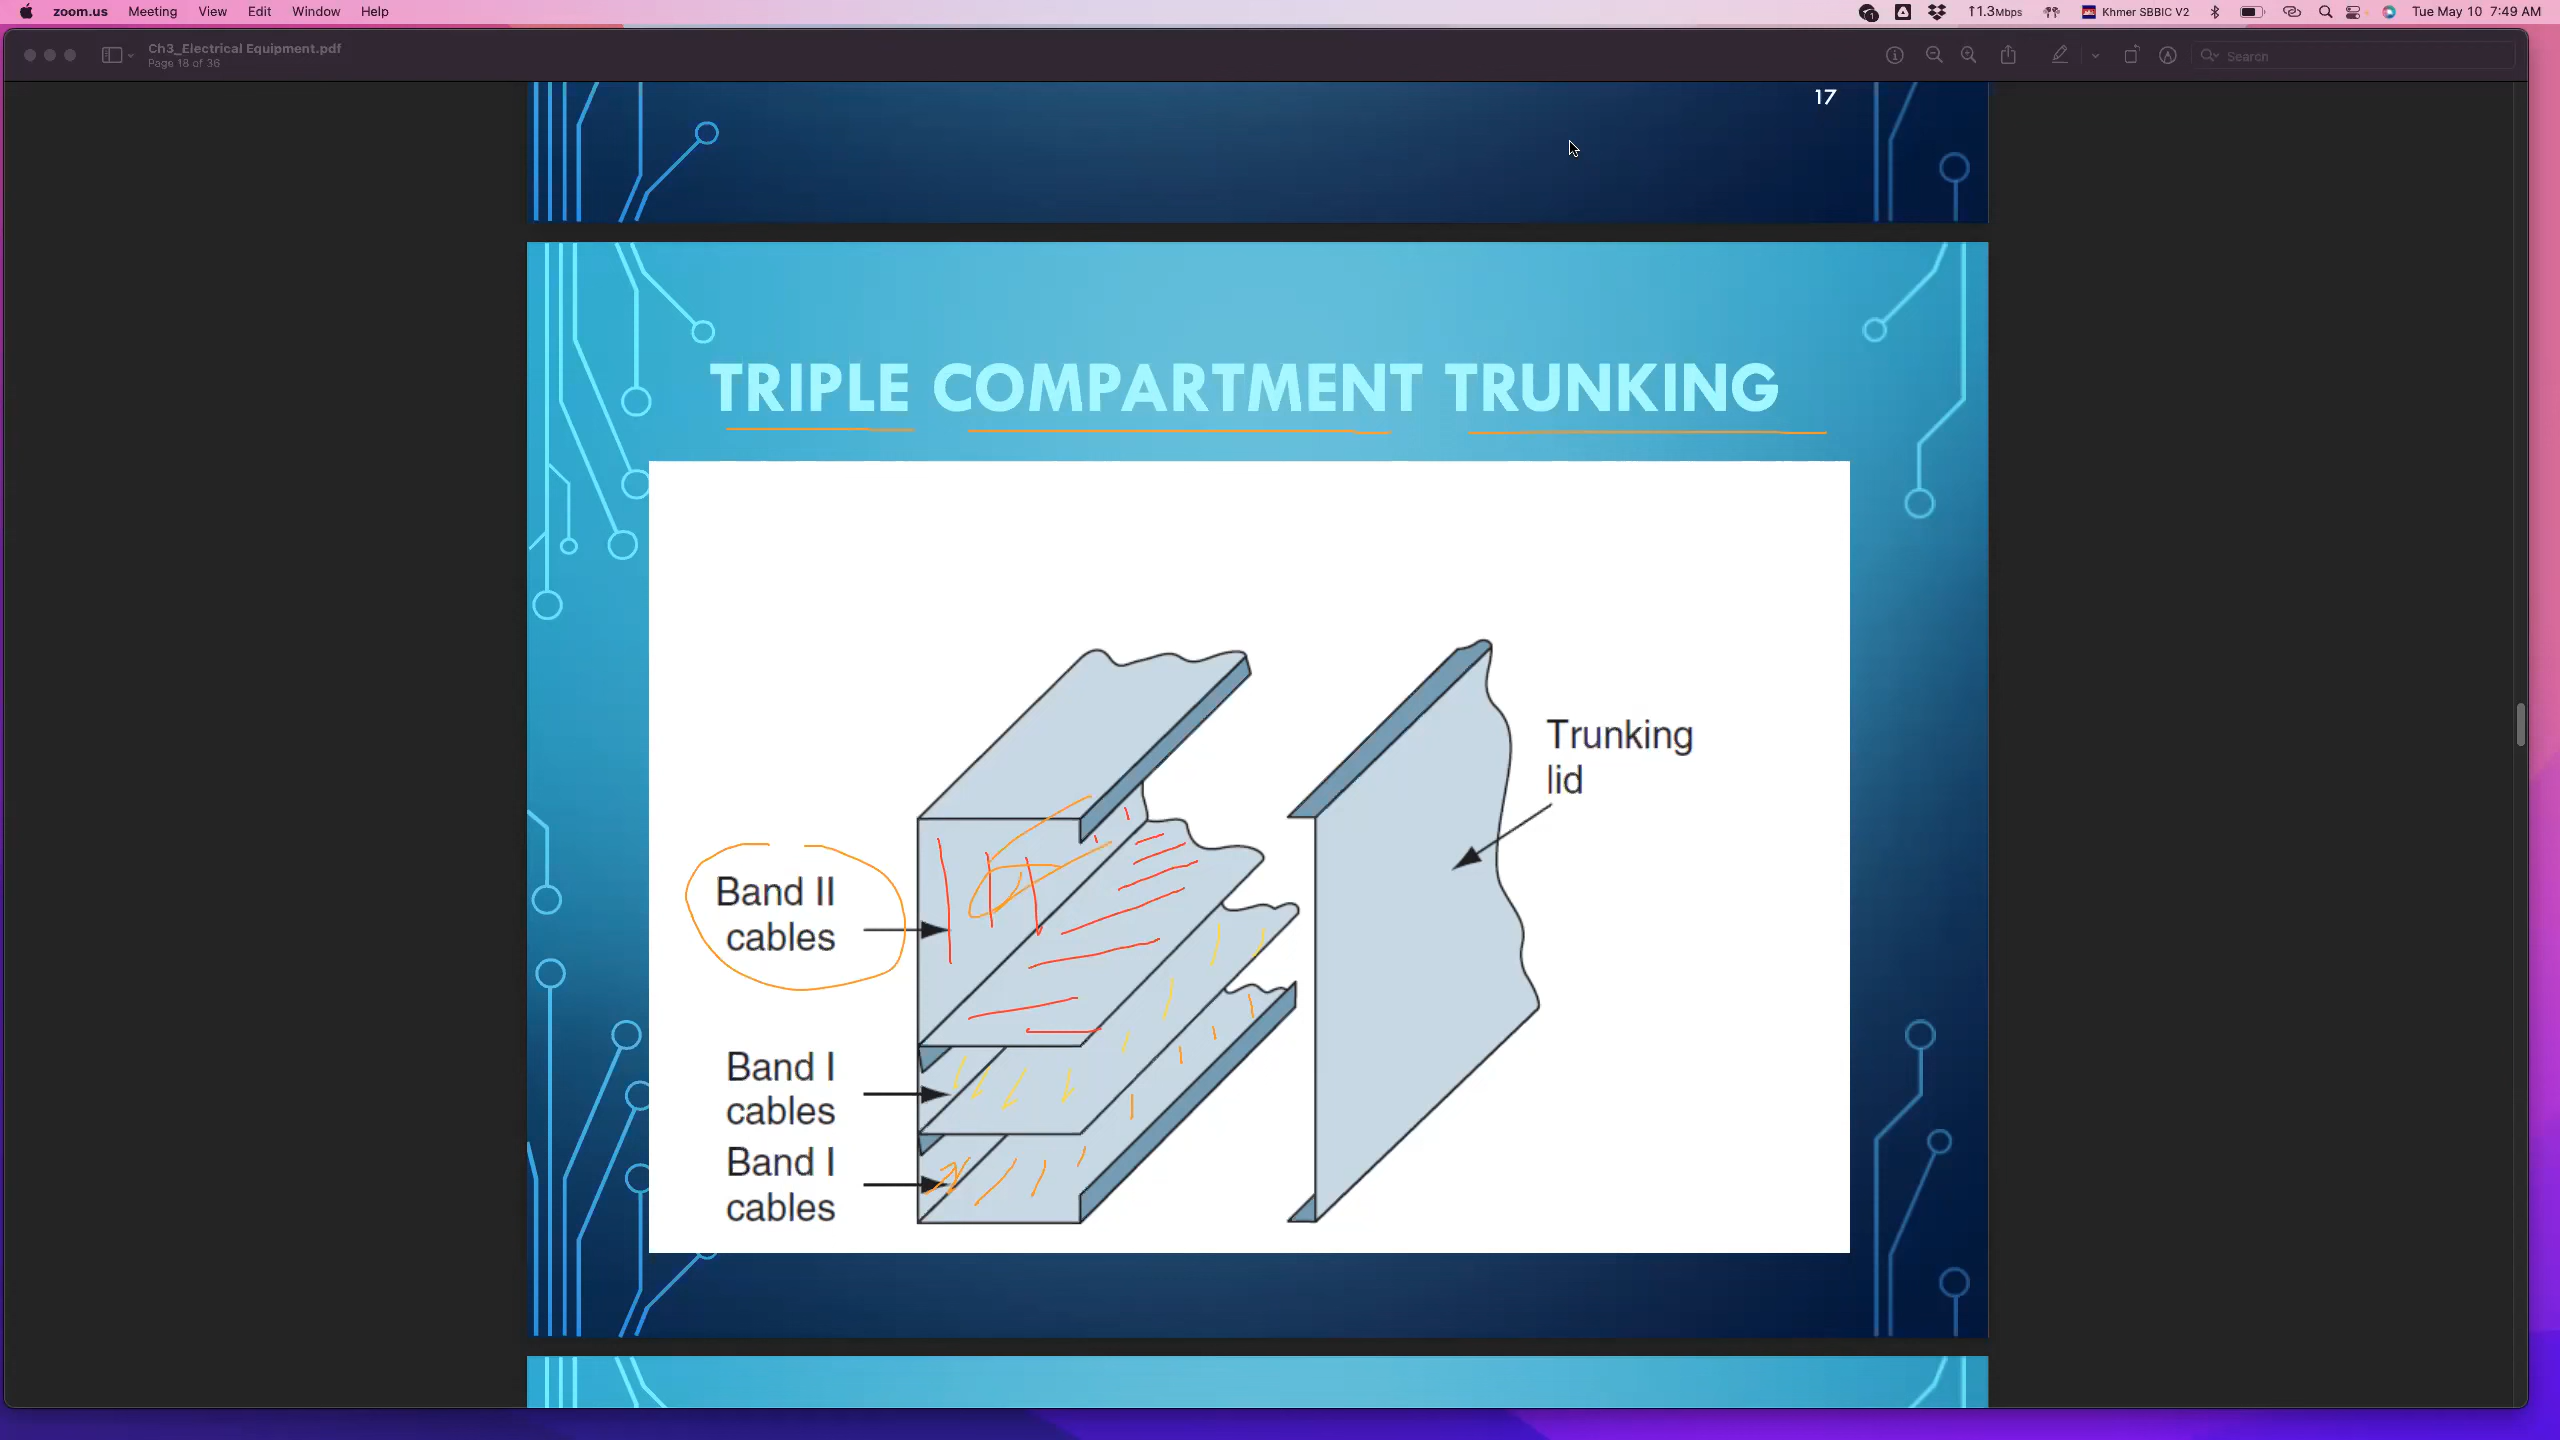 zoom.us Meeting View Edit Window Help
11.3Mbps Khmer SBBIC V2 Tue May 10 7:49 AM
Ch3_Electrical Equipment.pdf
Page 18 of 36
Search
17
TRIPLE COMPARTMENT TRUNKING
Trunking
lid
Band II
cables
Band I
cables
Band I
cables